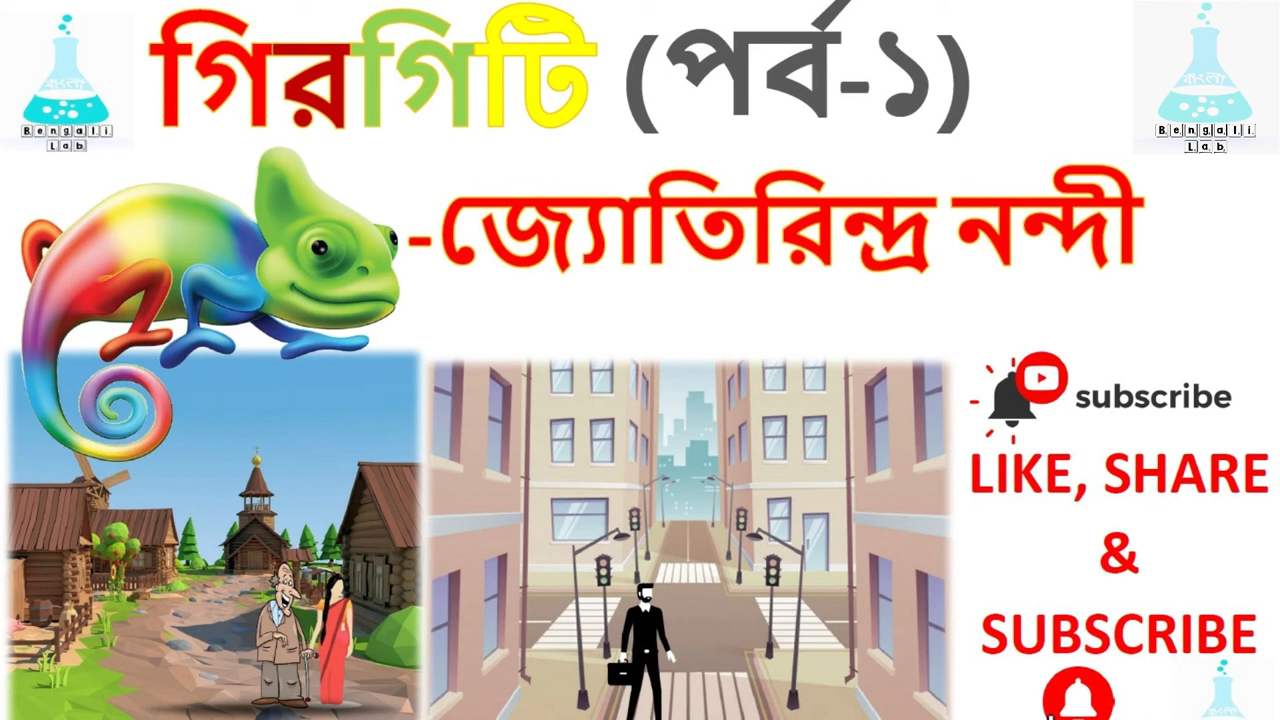 গিরগিটি (পর্ব-১)
বাংলা
Bengali
Lab
বাংলা
Bengali
Lab
-জ্যোতিরিন্দ্র নন্দী
subscribe
LIKE, SHARE
&
SUBSCRIBE